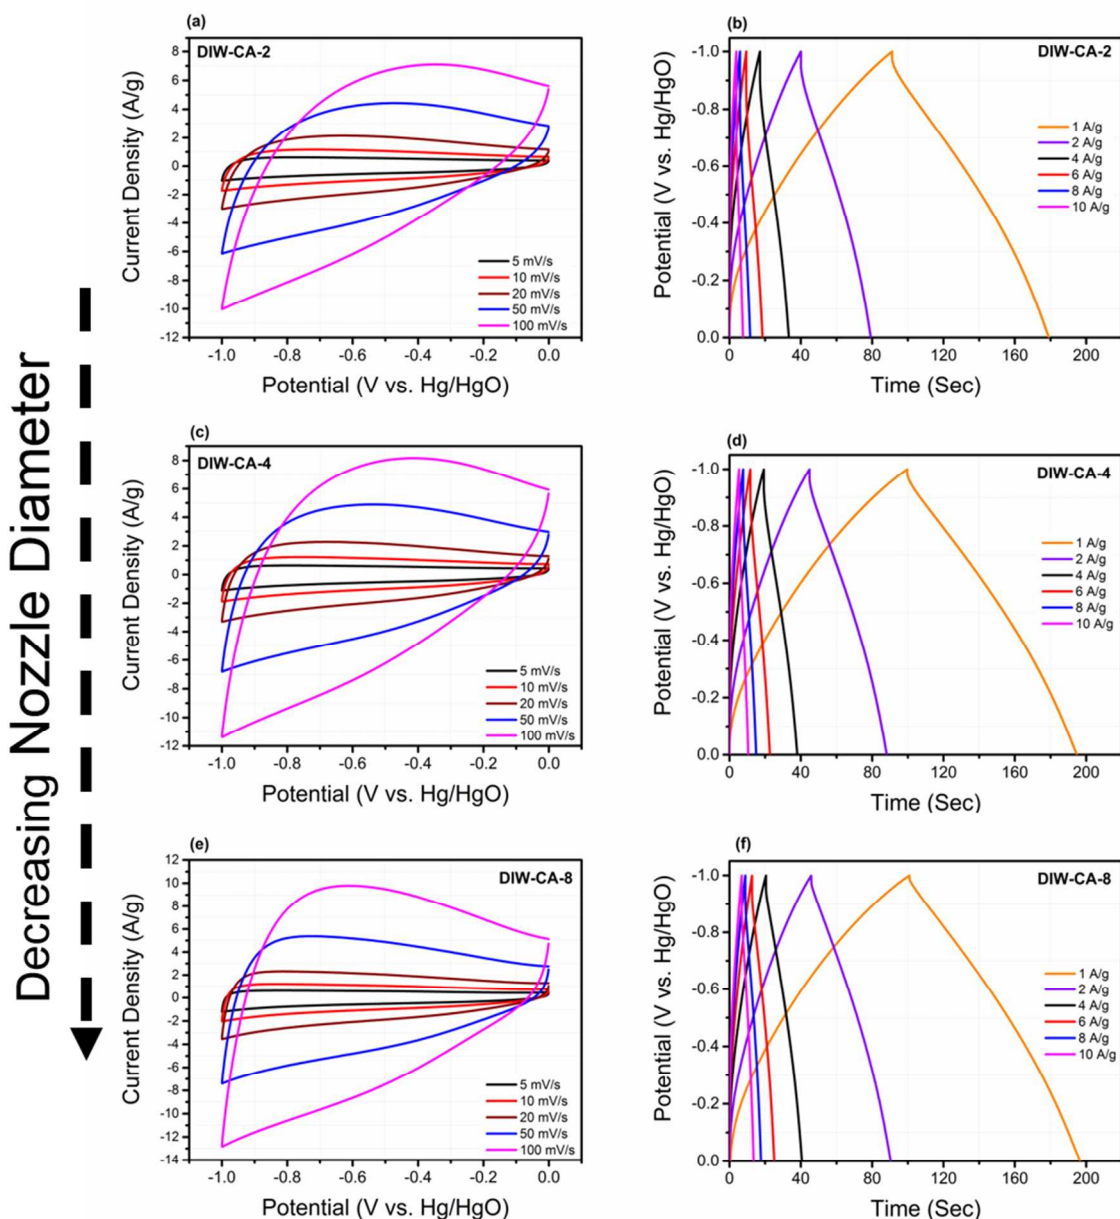 Decreasing Nozzle Diameter
(a)
DIW-CA-2
Current Density (A/g)
8
6
4
2
0
-2
-4
-6
-8
-10
-12
5 mV/s
10 mV/s
20 mV/s
50 mV/s
100 mV/s
-1.0 -0.8 -0.6 -0.4 -0.2 0.0
Potential (V vs. Hg/HgO)
(b)
DIW-CA-2
Potential (V vs. Hg/HgO)
-1.0
-0.8
-0.6
-0.4
-0.2
0.0
1 A/g
2 A/g
4 A/g
6 A/g
8 A/g
10 A/g
0 40 80 120 160 200
Time (Sec)
(c)
DIW-CA-4
Current Density (A/g)
8
6
4
2
0
-2
-4
-6
-8
-10
-12
5 mV/s
10 mV/s
20 mV/s
50 mV/s
100 mV/s
-1.0 -0.8 -0.6 -0.4 -0.2 0.0
Potential (V vs. Hg/HgO)
(d)
DIW-CA-4
Potential (V vs. Hg/HgO)
-1.0
-0.8
-0.6
-0.4
-0.2
0.0
1 A/g
2 A/g
4 A/g
6 A/g
8 A/g
10 A/g
0 40 80 120 160 200
Time (Sec)
(e)
DIW-CA-8
Current Density (A/g)
12
10
8
6
4
2
0
-2
-4
-6
-8
-10
-12
-14
5 mV/s
10 mV/s
20 mV/s
50 mV/s
100 mV/s
-1.0 -0.8 -0.6 -0.4 -0.2 0.0
Potential (V vs. Hg/HgO)
(f)
DIW-CA-8
Potential (V vs. Hg/HgO)
-1.0
-0.8
-0.6
-0.4
-0.2
0.0
1 A/g
2 A/g
4 A/g
6 A/g
8 A/g
10 A/g
0 40 80 120 160 200
Time (Sec)